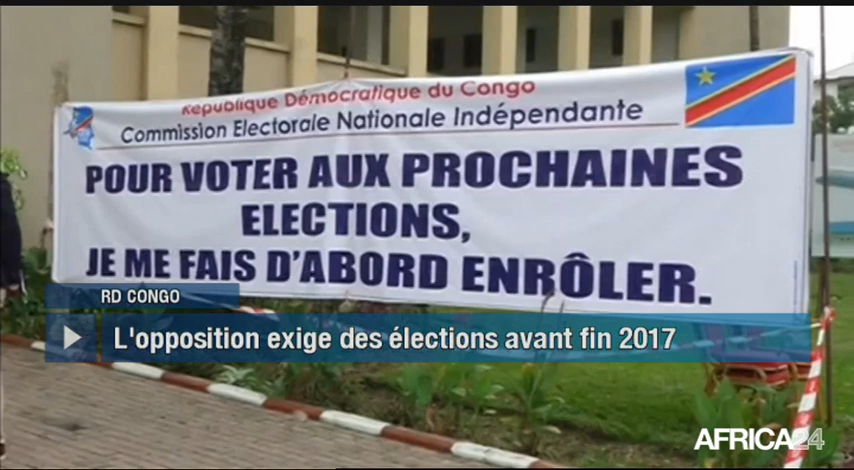 République Démocratique du Congo
Commission Electorale Nationale Indépendante
POUR VOTER AUX PROCHAINES
ELECTIONS,
JE ME FAIS D'ABORD ENRÔLER.
RD CONGO
L'opposition exige des élections avant fin 2017
AFRICA24